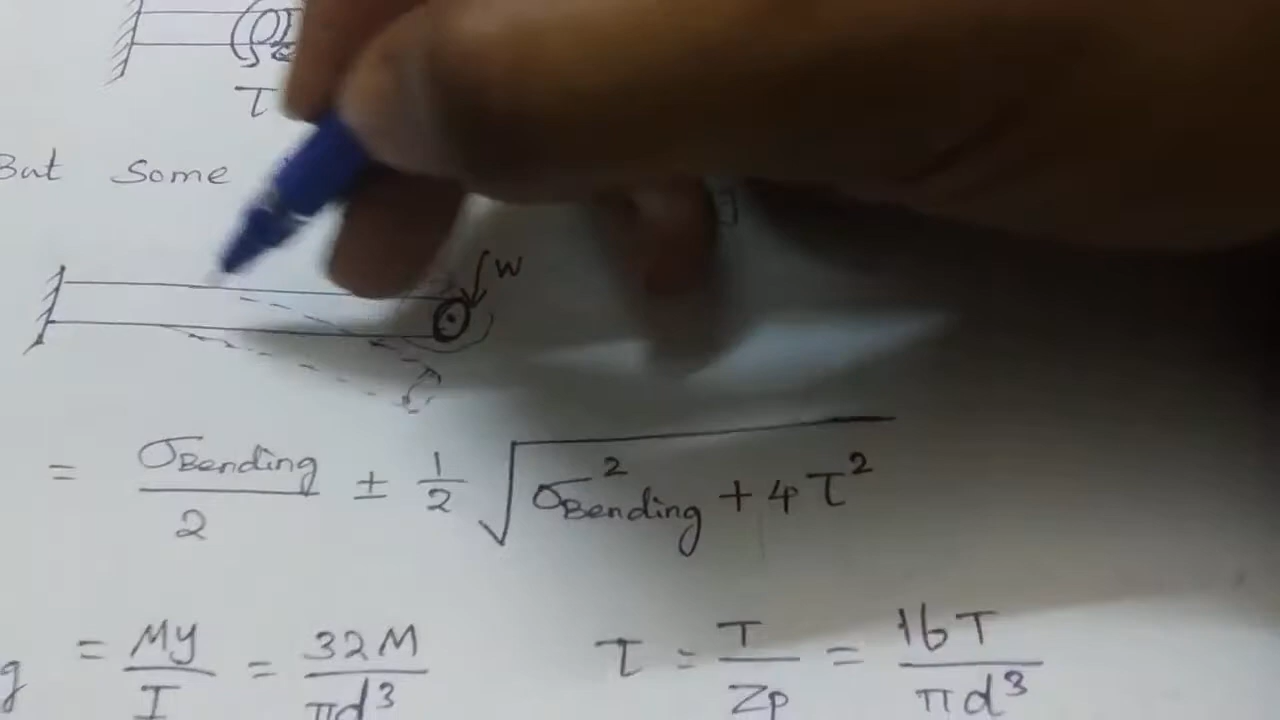 τ
But some
W
= σBending/2 ± 1/2 √(σ²Bending + 4τ²)
g = My/I = 32M/πd³ τ = T/Zp = 16T/πd³